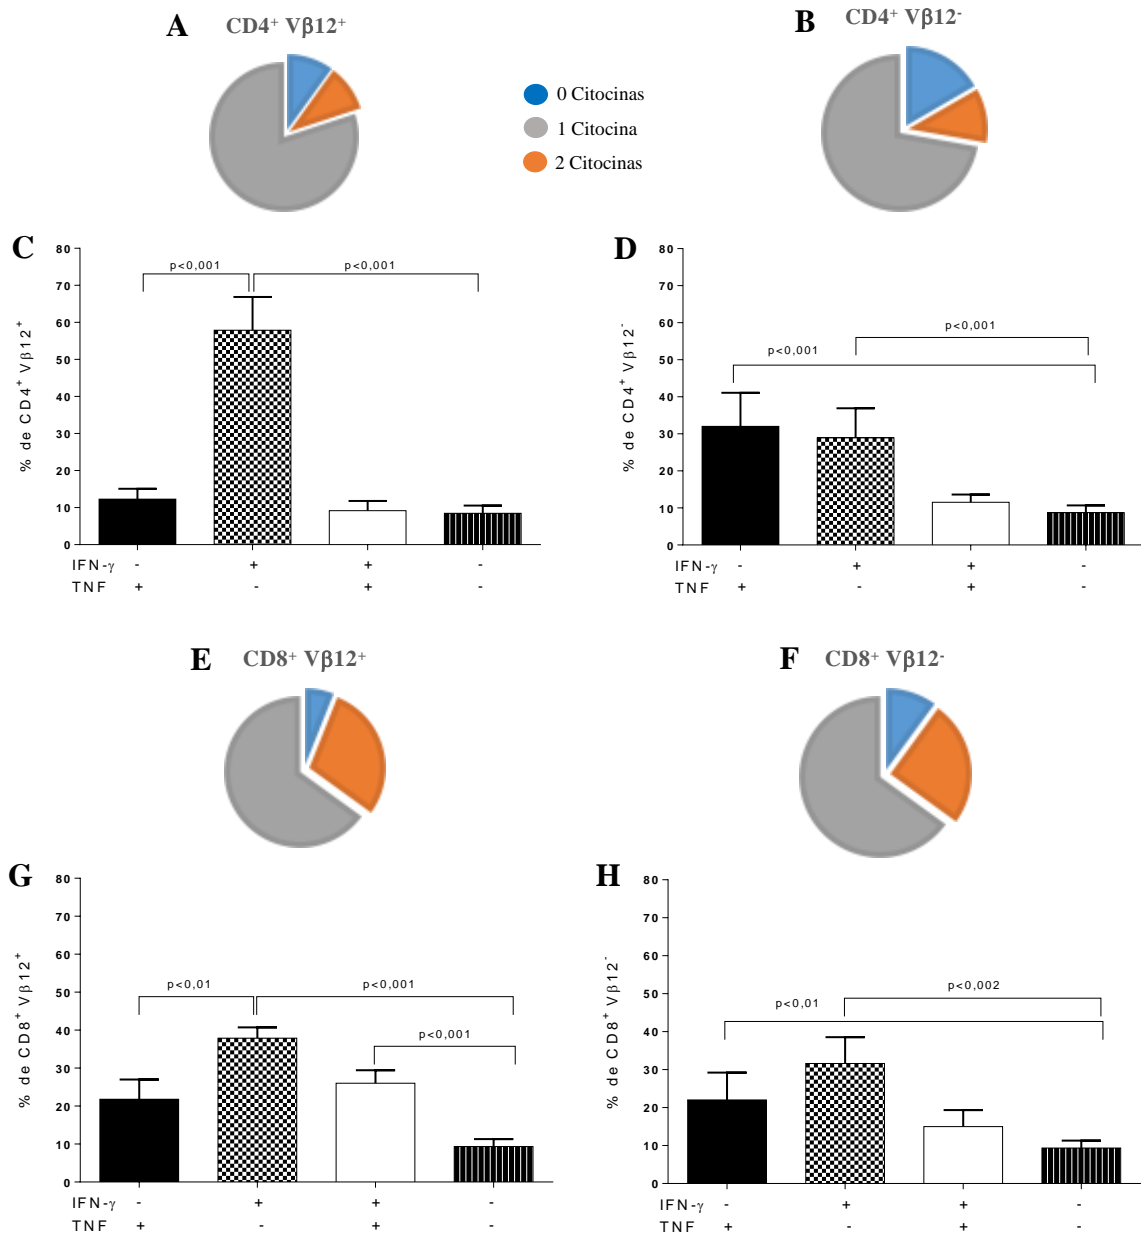 A CD4⁺ Vβ12⁺
B CD4⁺ Vβ12⁻
0 Citocinas
1 Citocina
2 Citocinas
C
% de CD4⁺ Vβ12⁺
80
70
60
50
40
30
20
10
0
p<0,001 p<0,001
IFN-γ - + + -
TNF + - + -
D
% de CD4⁺ Vβ12⁻
80
70
60
50
40
30
20
10
0
p<0,001
p<0,001
IFN-γ - + + -
TNF + - + -
E CD8⁺ Vβ12⁺
F CD8⁺ Vβ12⁻
G
% de CD8⁺ Vβ12⁺
80
70
60
50
40
30
20
10
0
p<0,01 p<0,001
p<0,001
IFN-γ - + + -
TNF + - + -
H
% de CD8⁺ Vβ12⁻
80
70
60
50
40
30
20
10
0
p<0,002
p<0,01
IFN-γ - + + -
TNF + - + -